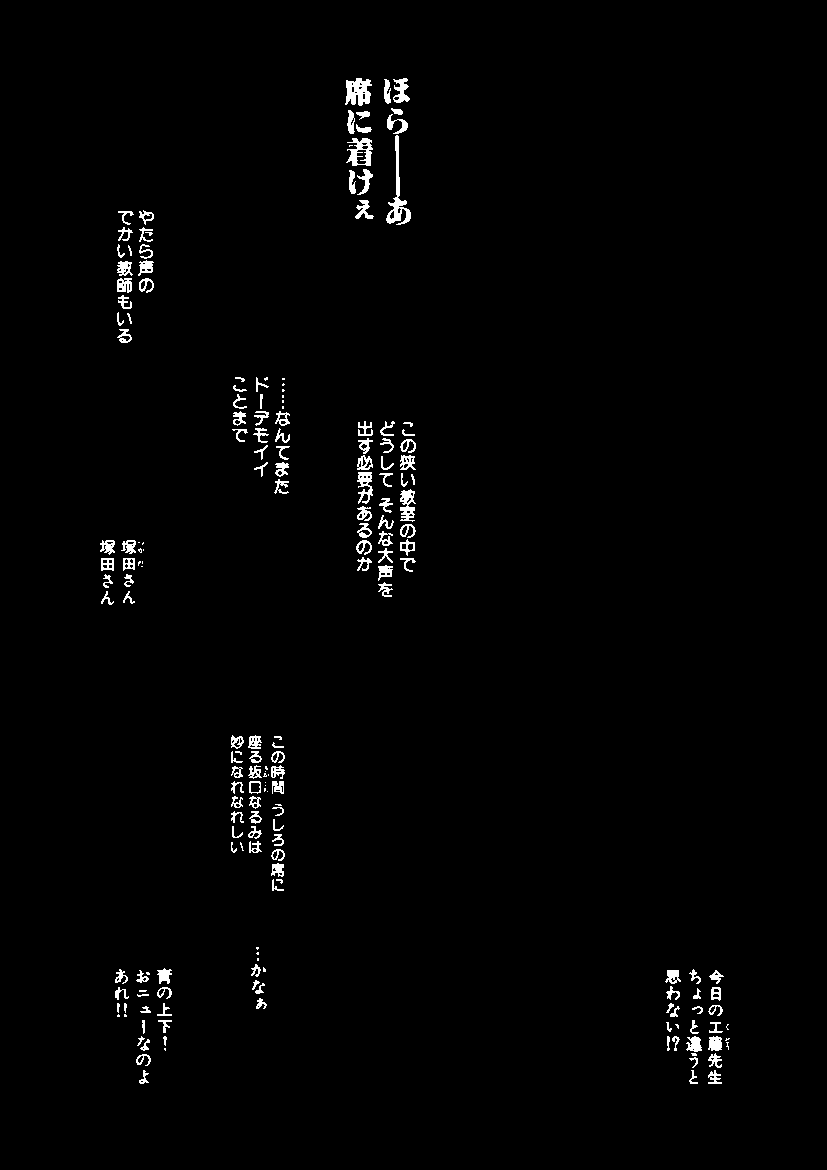 ほらーーあ
席に着けぇ
やたら声の
でかい教師もいる
この狭い教室の中で
どうして そんな大声を
出す必要があるのか
……なんてまた
ドーデモイイ
ことまで
塚田さん
塚田さん
この時間 うしろの席に
座る坂口なるみは
妙になれなれしい
…かなぁ
今日の工藤先生
ちょっと違うと
思わない!?
青の上下!
おニューなのよ
あれ!!